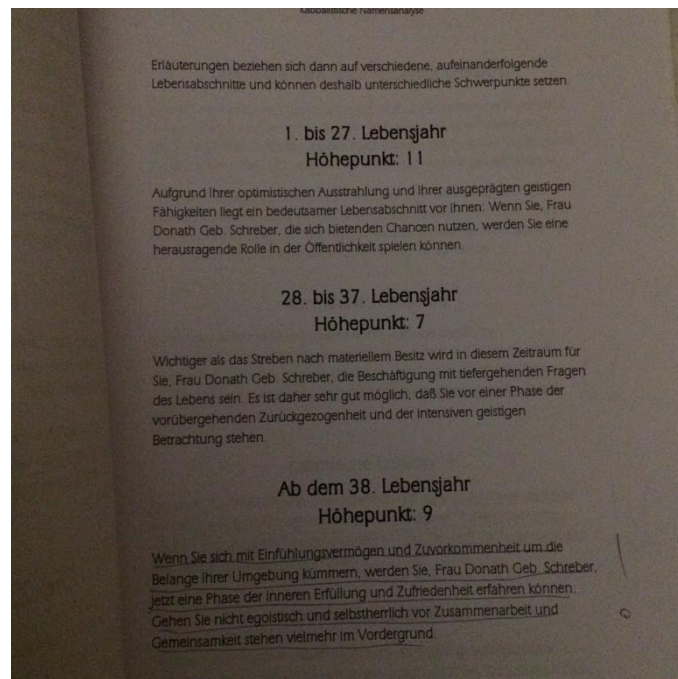 Kabbalistische Namensanalyse
Erläuterungen beziehen sich dann auf verschiedene, aufeinanderfolgende
Lebensabschnitte und können deshalb unterschiedliche Schwerpunkte setzen.
1. bis 27. Lebensjahr
Höhepunkt: 11
Aufgrund Ihrer optimistischen Ausstrahlung und Ihrer ausgeprägten geistigen
Fähigkeiten liegt ein bedeutsamer Lebensabschnitt vor Ihnen: Wenn Sie, Frau
Donath Geb. Schreber, die sich bietenden Chancen nutzen, werden Sie eine
herausragende Rolle in der Öffentlichkeit spielen können.
28. bis 37. Lebensjahr
Höhepunkt: 7
Wichtiger als das Streben nach materiellem Besitz wird in diesem Zeitraum für
Sie, Frau Donath Geb. Schreber, die Beschäftigung mit tiefergehenden Fragen
des Lebens sein. Es ist daher sehr gut möglich, daß Sie vor einer Phase der
vorübergehenden Zurückgezogenheit und der intensiven geistigen
Betrachtung stehen.
Ab dem 38. Lebensjahr
Höhepunkt: 9
Wenn Sie sich mit Einfühlungsvermögen und Zuvorkommenheit um die
Belange Ihrer Umgebung kümmern, werden Sie, Frau Donath Geb. Schreber,
jetzt eine Phase der inneren Erfüllung und Zufriedenheit erfahren können.
Gehen Sie nicht egoistisch und selbstherrlich vor Zusammenarbeit und
Gemeinsamkeit stehen vielmehr im Vordergrund.